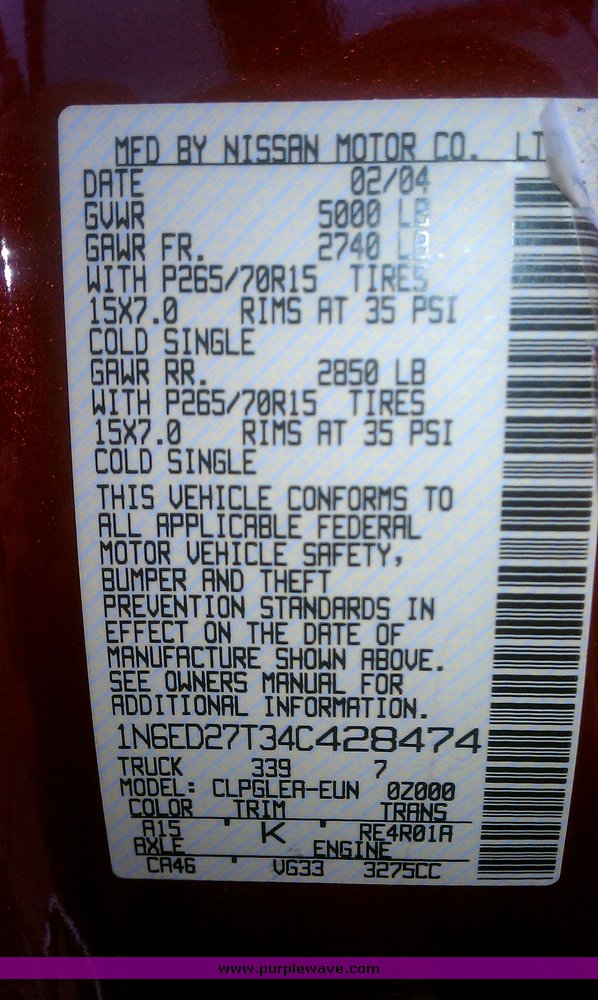 MFD BY NISSAN MOTOR CO. LT
DATE 02/04
GVWR 5000 LB
GAWR FR. 2740 LB
WITH P265/70R15 TIRES
15X7.0 RIMS AT 35 PSI
COLD SINGLE
GAWR RR. 2850 LB
WITH P265/70R15 TIRES
15X7.0 RIMS AT 35 PSI
COLD SINGLE
THIS VEHICLE CONFORMS TO
ALL APPLICABLE FEDERAL
MOTOR VEHICLE SAFETY,
BUMPER AND THEFT
PREVENTION STANDARDS IN
EFFECT ON THE DATE OF
MANUFACTURE SHOWN ABOVE.
SEE OWNERS MANUAL FOR
ADDITIONAL INFORMATION.
1N6ED27T34C428474
TRUCK 339 7
MODEL: CLPGLEA-EUN 0Z000
COLOR TRIM TRANS
A15 K RE4R01A
AXLE ENGINE
CA46 VG33 3275CC
www.purplewave.com